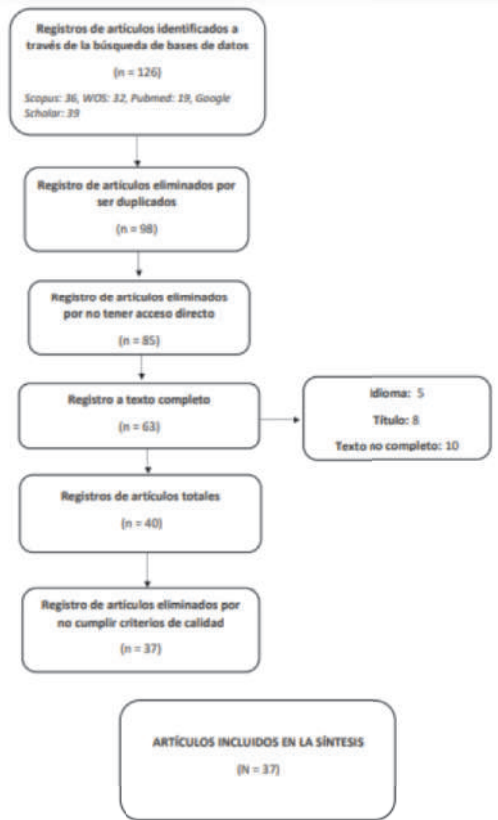 Registros de artículos identificados a
través de la búsqueda de bases de datos
(n = 126)
Scopus: 36, WOS: 32, Pubmed: 19, Google
Scholar: 39
Registro de artículos eliminados por
ser duplicados
(n = 98)
Registro de artículos eliminados
por no tener acceso directo
(n = 85)
Registro a texto completo
(n = 63)
Idioma: 5
Título: 8
Texto no completo: 10
Registros de artículos totales
(n = 40)
Registro de artículos eliminados por
no cumplir criterios de calidad
(n = 37)
ARTÍCULOS INCLUIDOS EN LA SÍNTESIS
(N = 37)